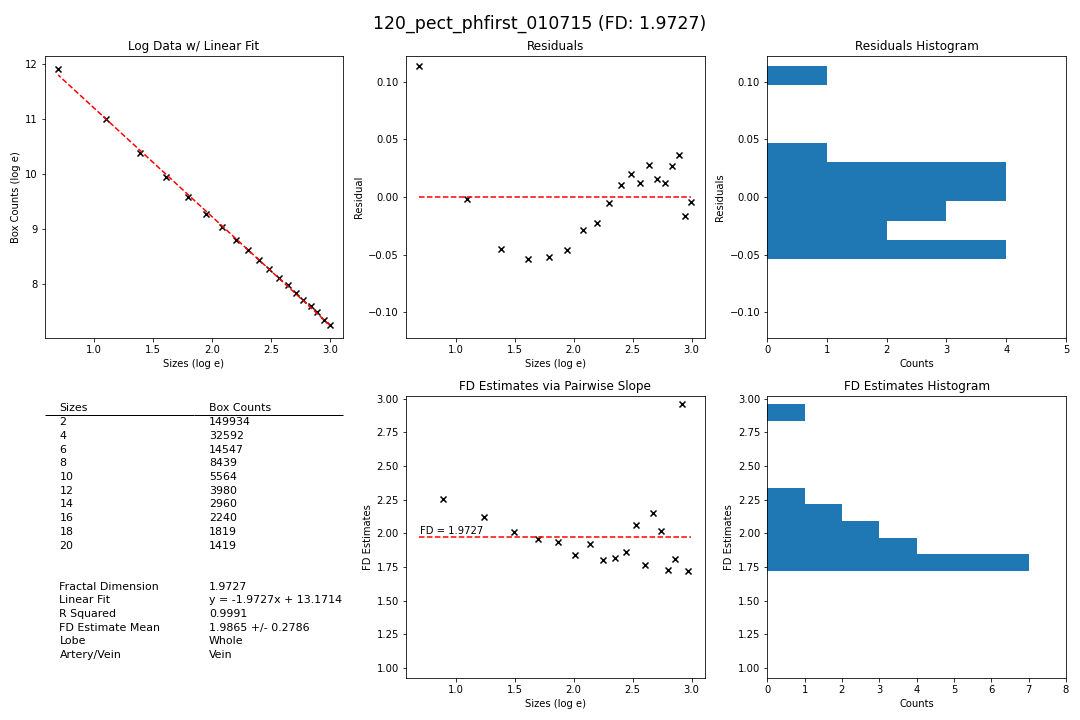 120_pect_phfirst_010715 (FD: 1.9727)
Log Data w/ Linear Fit
12
11
10
9
8
Box Counts (log e)
1.0 1.5 2.0 2.5 3.0
Sizes (log e)
Residuals
0.10
0.05
0.00
−0.05
−0.10
Residual
1.0 1.5 2.0 2.5 3.0
Sizes (log e)
Residuals Histogram
0.10
0.05
0.00
−0.05
−0.10
Residuals
0 1 2 3 4 5
Counts
Sizes Box Counts
2 149934
4 32592
6 14547
8 8439
10 5564
12 3980
14 2960
16 2240
18 1819
20 1419
Fractal Dimension 1.9727
Linear Fit y = -1.9727x + 13.1714
R Squared 0.9991
FD Estimate Mean 1.9865 +/- 0.2786
Lobe Whole
Artery/Vein Vein
FD Estimates via Pairwise Slope
3.00
2.75
2.50
2.25
2.00
1.75
1.50
1.25
1.00
FD Estimates
FD = 1.9727
1.0 1.5 2.0 2.5 3.0
Sizes (log e)
FD Estimates Histogram
3.00
2.75
2.50
2.25
2.00
1.75
1.50
1.25
1.00
FD Estimates
0 1 2 3 4 5 6 7 8
Counts